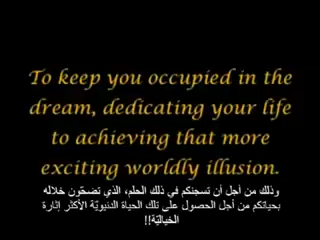 To keep you occupied in the
dream, dedicating your life
to achieving that more
exciting worldly illusion.
وذلك من أجل أن تسجنكم في ذلك الحلم، الذي تضحّون خلاله
بحياتكم من أجل الحصول على تلك الحياة الدنيويّة الأكثر إثارة
الخياليّة!!